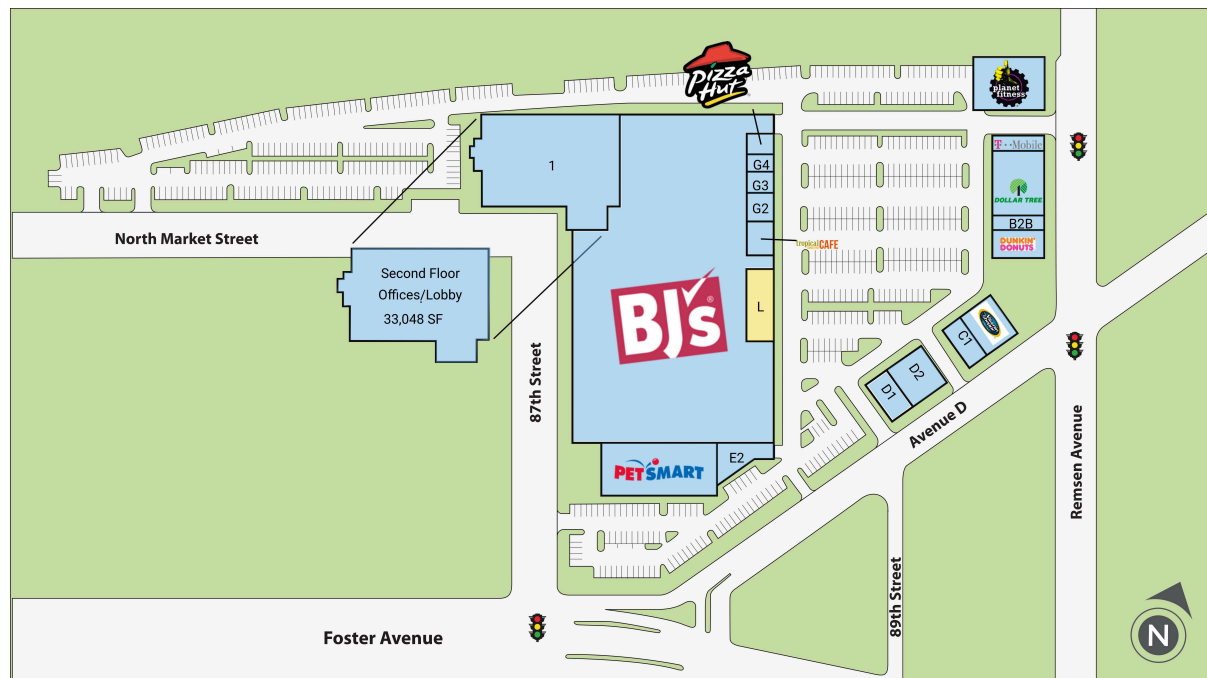 Pizza
Hut
planet
fitness
T··Mobile
1
G4
G3
DOLLAR TREE
G2
B2B
North Market Street
tropical CAFE
DUNKIN'
DONUTS
Second Floor
Offices/Lobby
33,048 SF
BJ's
L
C1
D2
D1
87th Street
Avenue D
Remsen Avenue
E2
PETSMART
89th Street
Foster Avenue
N